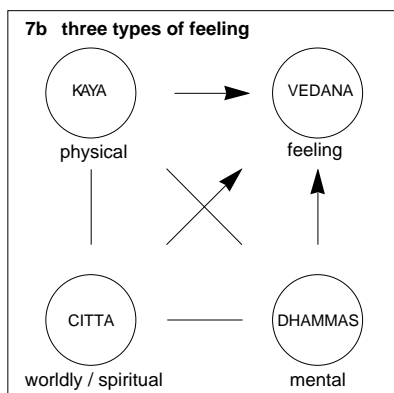 7b three types of feeling
KAYA
VEDANA
physical
feeling
CITTA
DHAMMAS
worldly / spiritual
mental